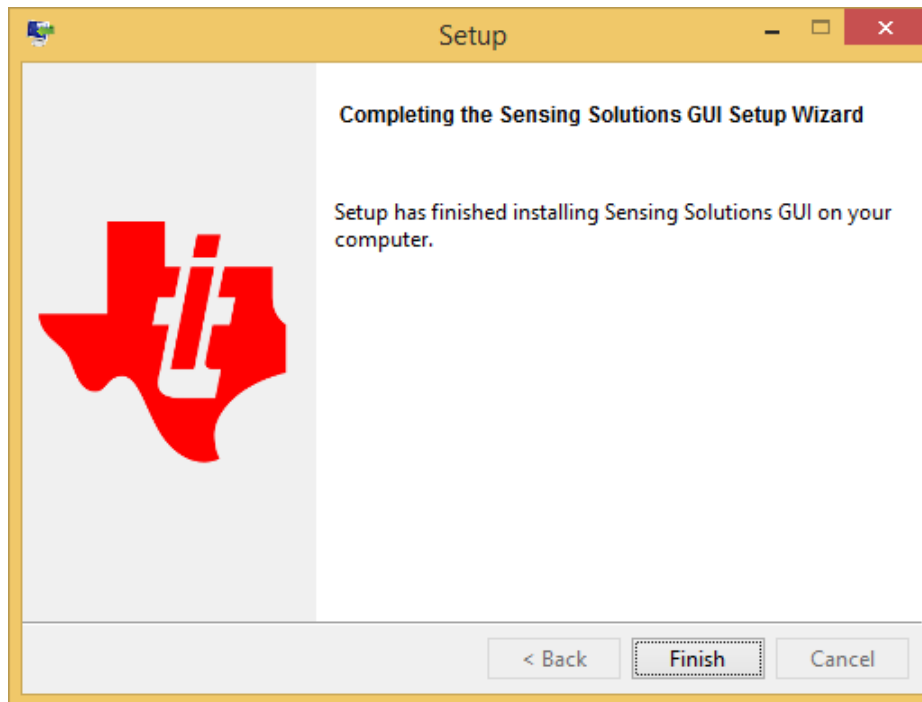 Setup
Completing the Sensing Solutions GUI Setup Wizard
Setup has finished installing Sensing Solutions GUI on your
computer.
ti
< Back
Finish
Cancel